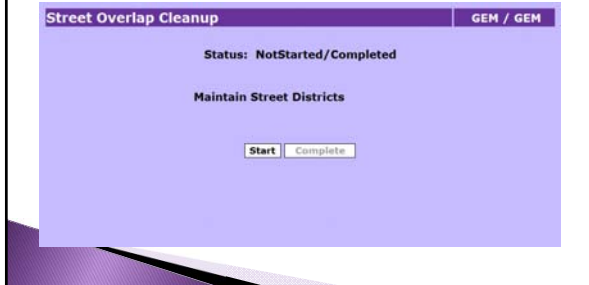 Street Overlap Cleanup GEM / GEM
Status: NotStarted/Completed
Maintain Street Districts
Start Complete